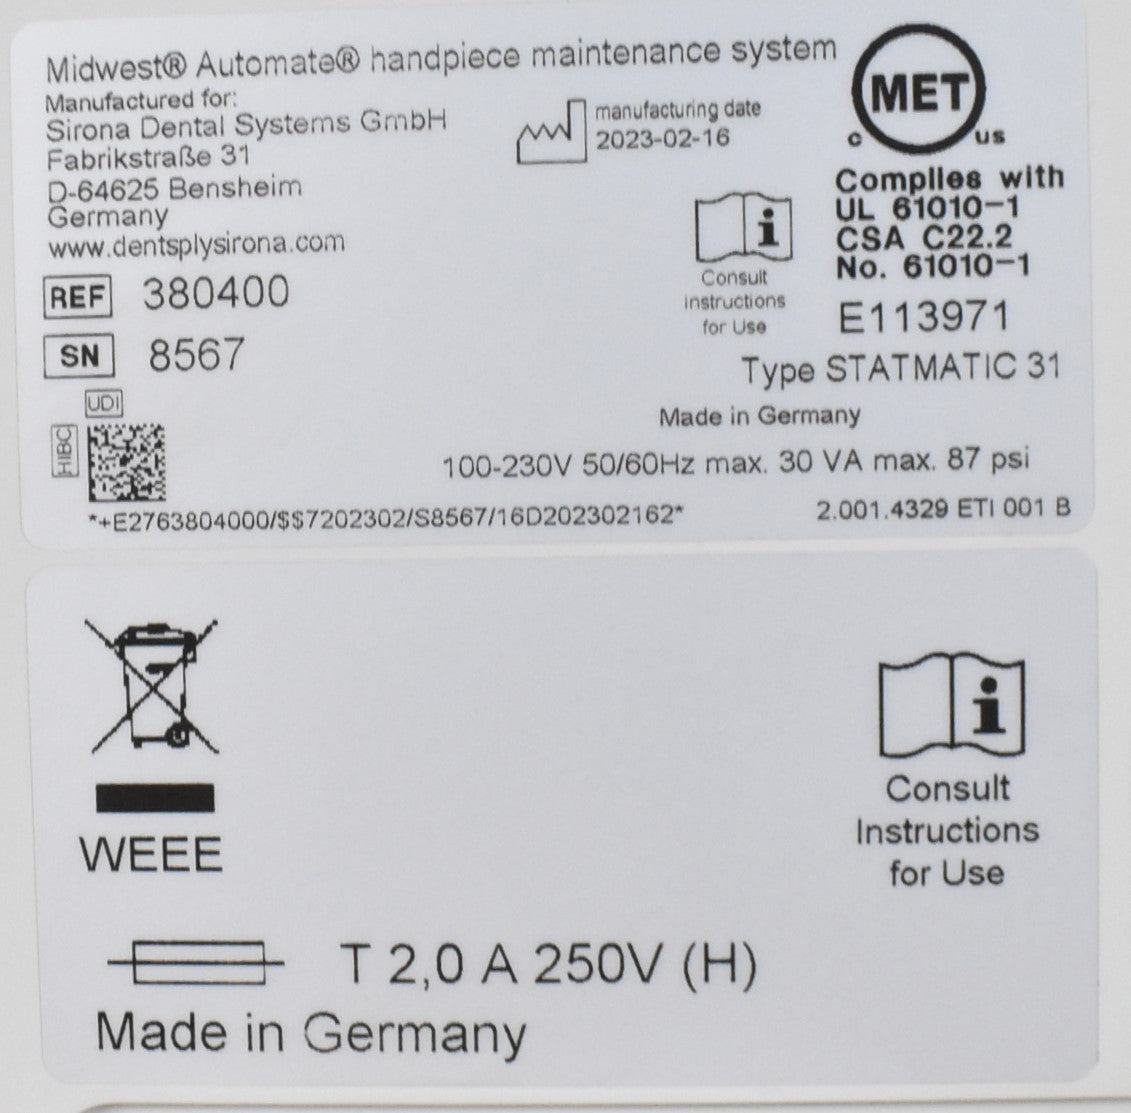 Midwest® Automate® handpiece maintenance system
Manufactured for:
Sirona Dental Systems GmbH
Fabrikstraße 31
D-64625 Bensheim
Germany
www.dentsplysirona.com
REF 380400
SN 8567
UDI
HIBC
*+E2763804000/$$7202302/S8567/16D202302162*
manufacturing date
2023-02-16
MET
c us
Complies with
UL 61010-1
CSA C22.2
No. 61010-1
E113971
i
Consult
instructions
for Use
Type STATMATIC 31
Made in Germany
100-230V 50/60Hz max. 30 VA max. 87 psi
2.001.4329 ETI 001 B
WEEE
i
Consult
Instructions
for Use
T 2,0 A 250V (H)
Made in Germany